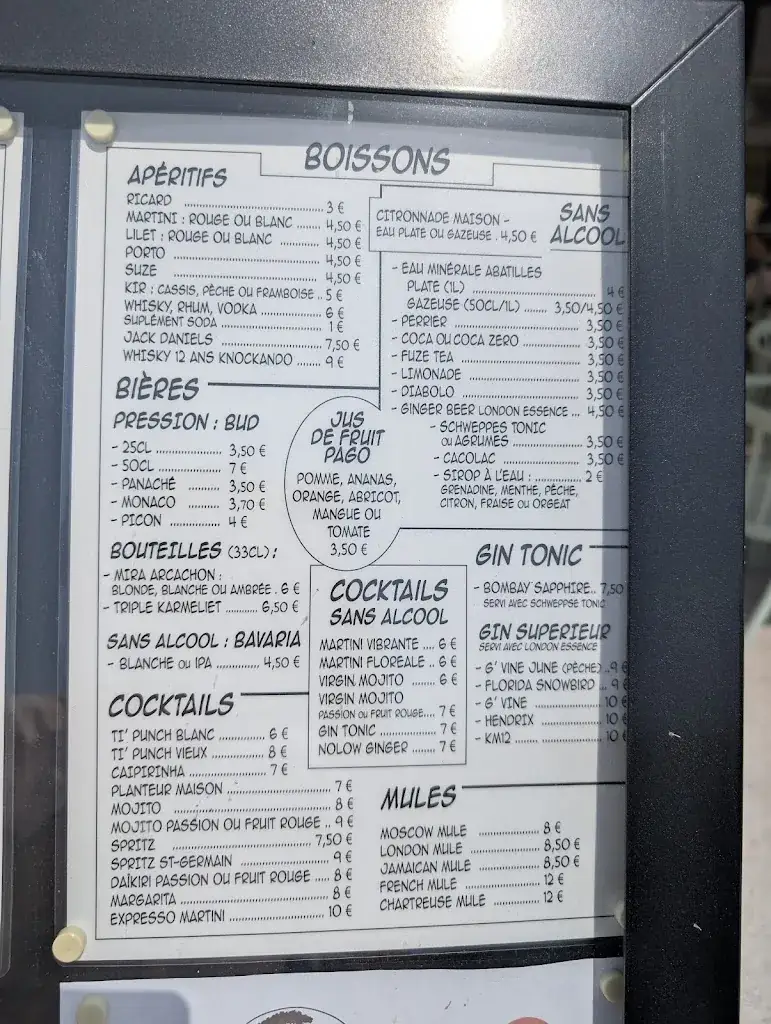 BOISSONS
APÉRITIFS
RICARD ........ 3 €
MARTINI : ROUGE OU BLANC ........ 4,50 €
LILET : ROUGE OU BLANC ........ 4,50 €
PORTO ........ 4,50 €
SUZE ........ 4,50 €
KIR : CASSIS, PÊCHE OU FRAMBOISE .. 5 €
WHISKY, RHUM, VODKA ........ 6 €
SUPLÉMENT SODA ........ 1 €
JACK DANIELS ........ 7,50 €
WHISKY 12 ANS KNOCKANDO ....... 9 €
CITRONNADE MAISON -
EAU PLATE OU GAZEUSE . 4,50 €
SANS
ALCOOL
- EAU MINÉRALE ABATILLES
PLATE (1L) ........ 4 €
GAZEUSE (50CL/1L) ....... 3,50/4,50 €
- PERRIER ........ 3,50 €
- COCA OU COCA ZERO ........ 3,50 €
- FUZE TEA ........ 3,50 €
- LIMONADE ........ 3,50 €
- DIABOLO ........ 3,50 €
- GINGER BEER LONDON ESSENCE ... 4,50 €
- SCHWEPPES TONIC
OU AGRUMES ........ 3,50 €
- CACOLAC ........ 3,50 €
- SIROP À L'EAU : ........ 2 €
GRENADINE, MENTHE, PÊCHE,
CITRON, FRAISE OU ORGEAT
BIÈRES
PRESSION : BUD
- 25CL ........ 3,50 €
- 50CL ........ 7 €
- PANACHÉ ........ 3,50 €
- MONACO ........ 3,70 €
- PICON ........ 4 €
JUS
DE FRUIT
PAGO
POMME, ANANAS,
ORANGE, ABRICOT,
MANGUE OU
TOMATE
3,50 €
BOUTEILLES (33CL) :
- MIRA ARCACHON :
BLONDE, BLANCHE OU AMBRÉE . 6 €
- TRIPLE KARMELIET ........ 6,50 €
SANS ALCOOL : BAVARIA
- BLANCHE OU IPA ........ 4,50 €
COCKTAILS
SANS ALCOOL
MARTINI VIBRANTE .... 6 €
MARTINI FLOREALE .. 6 €
VIRGIN MOJITO ....... 6 €
VIRGIN MOJITO
PASSION OU FRUIT ROUGE.... 7 €
GIN TONIC ........ 7 €
NOLOW GINGER ....... 7 €
GIN TONIC
- BOMBAY SAPPHIRE.. 7,50
SERVI AVEC SCHWEPPSE TONIC
GIN SUPERIEUR
SERVI AVEC LONDON ESSENCE
- G' VINE JUNE (PÊCHE) .. 9 €
- FLORIDA SNOWBIRD .. 9 €
- G' VINE ........ 10 €
- HENDRIX ........ 10 €
- KM12 ........ 10 €
COCKTAILS
TI' PUNCH BLANC ........ 6 €
TI' PUNCH VIEUX ........ 8 €
CAIPIRINHA ........ 7 €
PLANTEUR MAISON ........ 7 €
MOJITO ........ 8 €
MOJITO PASSION OU FRUIT ROUGE .. 9 €
SPRITZ ........ 7,50 €
SPRITZ ST-GERMAIN ........ 9 €
DAÏKIRI PASSION OU FRUIT ROUGE ..... 8 €
MARGARITA ........ 8 €
EXPRESSO MARTINI ........ 10 €
MULES
MOSCOW MULE ........ 8 €
LONDON MULE ........ 8,50 €
JAMAICAN MULE ........ 8,50 €
FRENCH MULE ........ 12 €
CHARTREUSE MULE ........ 12 €